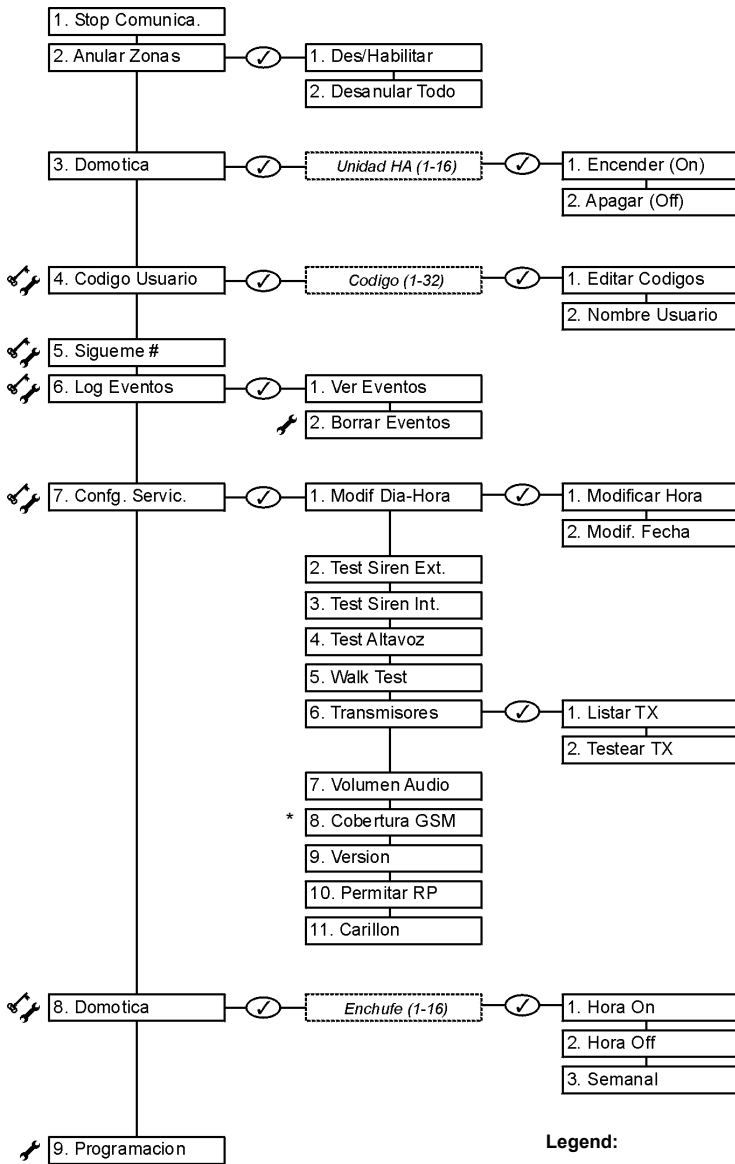 1. Stop Comunica.
2. Anular Zonas
1. Des/Habilitar
2. Desanular Todo
3. Domotica
Unidad HA (1-16)
1. Encender (On)
2. Apagar (Off)
4. Codigo Usuario
Codigo (1-32)
1. Editar Codigos
2. Nombre Usuario
5. Sigueme #
6. Log Eventos
1. Ver Eventos
2. Borrar Eventos
7. Confg. Servic.
1. Modif Dia-Hora
1. Modificar Hora
2. Modif. Fecha
2. Test Siren Ext.
3. Test Siren Int.
4. Test Altavoz
5. Walk Test
6. Transmisores
1. Listar TX
2. Testear TX
7. Volumen Audio
* 8. Cobertura GSM
9. Version
10. Permitar RP
11. Carillon
8. Domotica
Enchufe (1-16)
1. Hora On
2. Hora Off
3. Semanal
9. Programacion
Legend: